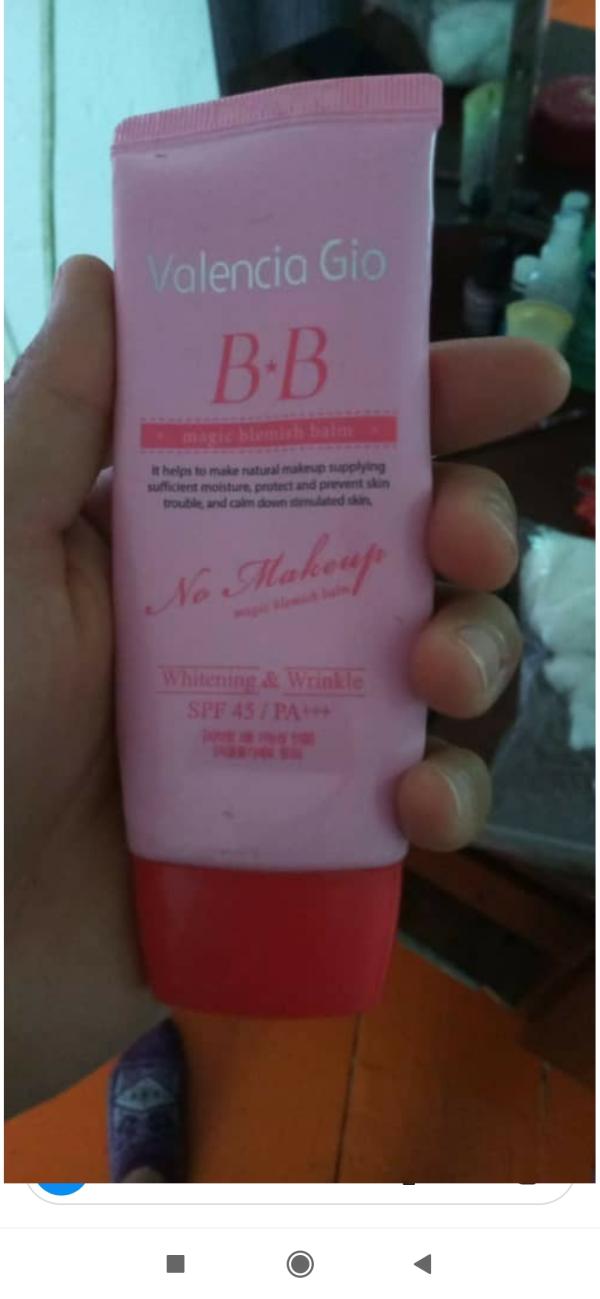 Valencia Gio
B★B
magic blemish balm
It helps to make natural makeup supplying
sufficient moisture, protect and prevent skin
trouble, and calm down stimulated skin.
No Makeup
magic blemish balm
Whitening & Wrinkle
SPF 45 / PA+++